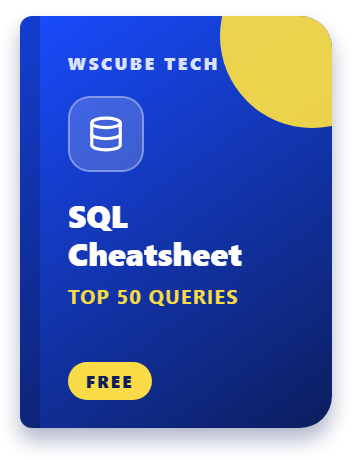 WSCUBE TECH
SQL
Cheatsheet
TOP 50 QUERIES
FREE